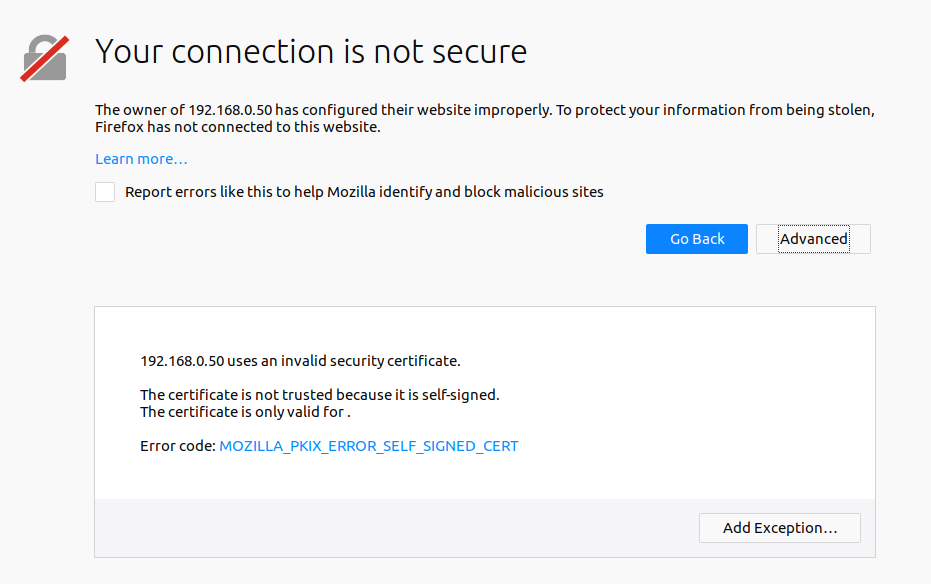 Your connection is not secure
The owner of 192.168.0.50 has configured their website improperly. To protect your information from being stolen,
Firefox has not connected to this website.
Learn more…
Report errors like this to help Mozilla identify and block malicious sites
Go Back
Advanced
192.168.0.50 uses an invalid security certificate.
The certificate is not trusted because it is self-signed.
The certificate is only valid for .
Error code: MOZILLA_PKIX_ERROR_SELF_SIGNED_CERT
Add Exception…